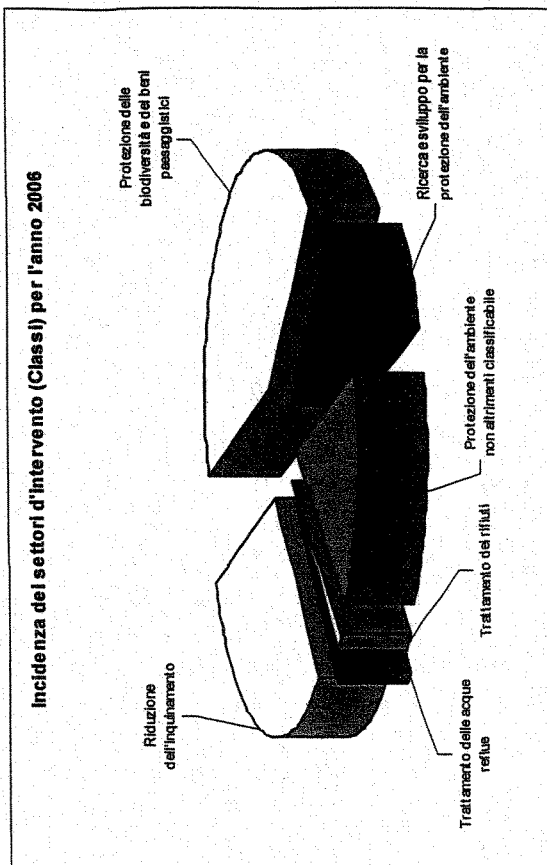 Incidenza dei settori d'intervento (Classi) per l'anno 2006
Protezione delle
biodiversità e dei beni
paesaggistici
Riduzione
dell'inquinamento
Ricerca e sviluppo per la
protezione dell'ambiente
Protezione dell'ambiente
non altrimenti classificabile
Trattamento dei rifiuti
Trattamento delle acque
reflue